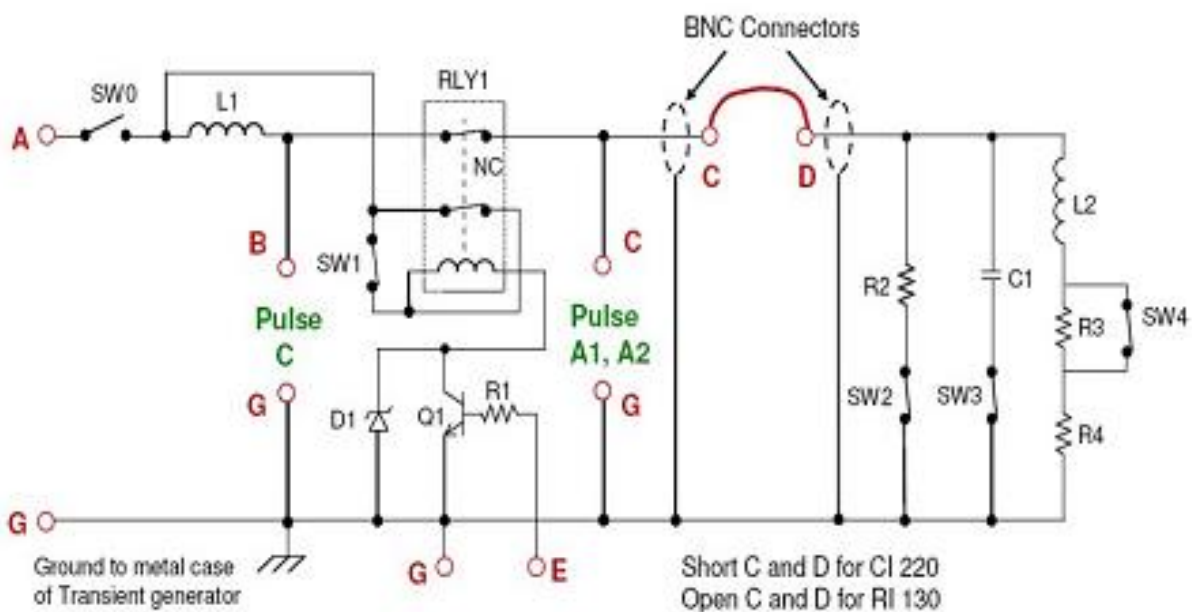 BNC Connectors
SW0
L1
RLY1
A
NC
C
D
B
SW1
C
L2
Pulse
C
Pulse
A1, A2
R2
C1
R3
SW4
G
D1
Q1
R1
G
SW2
SW3
R4
G
Ground to metal case
of Transient generator
G
E
Short C and D for CI 220
Open C and D for RI 130